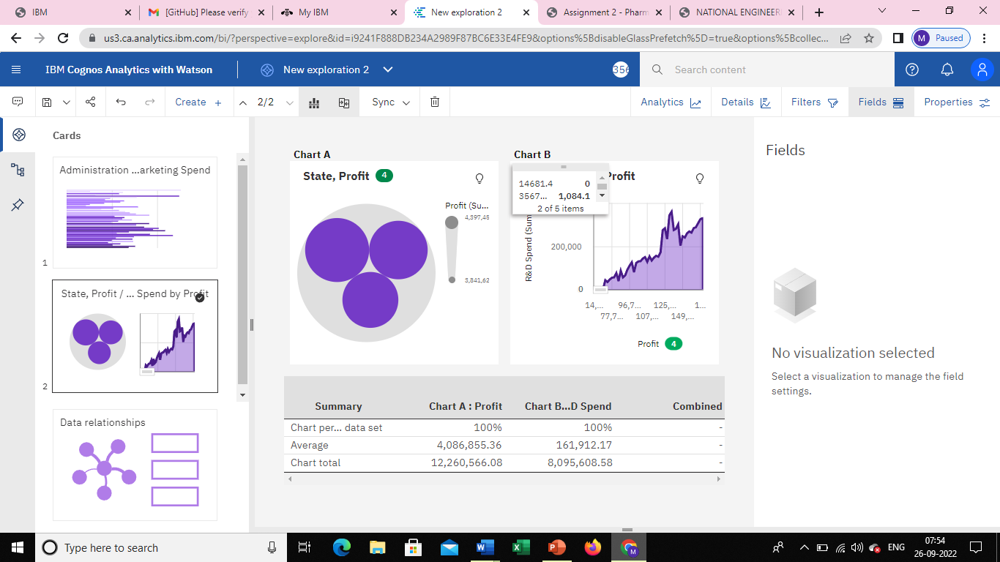 IBM
[GitHub] Please verify
My IBM
New exploration 2
Assignment 2 - Pharm
NATIONAL ENGINEERI
us3.ca.analytics.ibm.com/bi/?perspective=explore&id=i9241F888DB234A2989F87BC6E33E4FE9&options%5BdisableGlassPrefetch%5D=true&options%5Bcollec...
M Paused
IBM Cognos Analytics with Watson
New exploration 2
356
Search content
Create
2/2
Sync
Analytics
Details
Filters
Fields
Properties
Cards
Administration ...arketing Spend
1
State, Profit / ... Spend by Profit
2
Data relationships
Chart A
State, Profit 4
Profit (Su...
4,397,45
3,841,62
Chart B
Profit
14681.4 0
3567... 1,084.1
2 of 5 items
R&D Spend (Sum
200,000
0
14,... 96,7... 125,... 1...
77,7... 107,... 149,...
Profit 4
Summary Chart A : Profit Chart B...D Spend Combined
Chart per... data set 100% 100% -
Average 4,086,855.36 161,912.17 -
Chart total 12,260,566.08 8,095,608.58 -
Fields
No visualization selected
Select a visualization to manage the field
settings.
Type here to search
ENG
07:54
26-09-2022